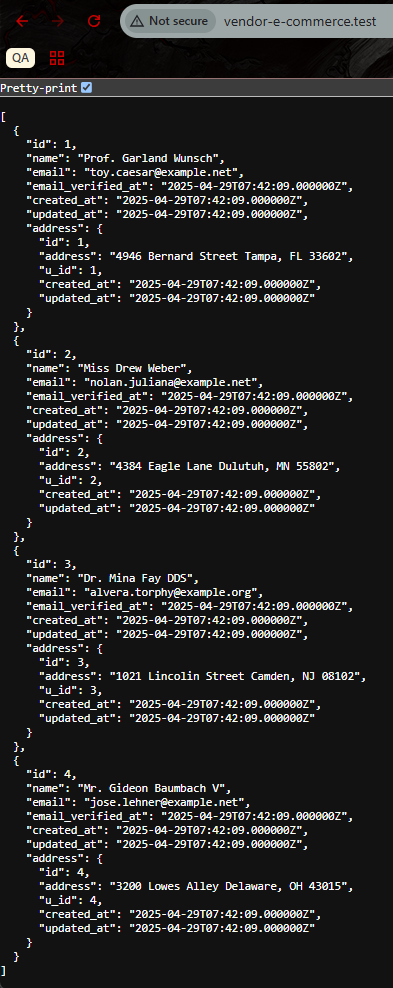 Not secure vendor-e-commerce.test
QA
Pretty-print
[
  {
    "id": 1,
    "name": "Prof. Garland Wunsch",
    "email": "toy.caesar@example.net",
    "email_verified_at": "2025-04-29T07:42:09.000000Z",
    "created_at": "2025-04-29T07:42:09.000000Z",
    "updated_at": "2025-04-29T07:42:09.000000Z",
    "address": {
      "id": 1,
      "address": "4946 Bernard Street Tampa, FL 33602",
      "u_id": 1,
      "created_at": "2025-04-29T07:42:09.000000Z",
      "updated_at": "2025-04-29T07:42:09.000000Z"
    }
  },
  {
    "id": 2,
    "name": "Miss Drew Weber",
    "email": "nolan.juliana@example.net",
    "email_verified_at": "2025-04-29T07:42:09.000000Z",
    "created_at": "2025-04-29T07:42:09.000000Z",
    "updated_at": "2025-04-29T07:42:09.000000Z",
    "address": {
      "id": 2,
      "address": "4384 Eagle Lane Dulutuh, MN 55802",
      "u_id": 2,
      "created_at": "2025-04-29T07:42:09.000000Z",
      "updated_at": "2025-04-29T07:42:09.000000Z"
    }
  },
  {
    "id": 3,
    "name": "Dr. Mina Fay DDS",
    "email": "alvera.torphy@example.org",
    "email_verified_at": "2025-04-29T07:42:09.000000Z",
    "created_at": "2025-04-29T07:42:09.000000Z",
    "updated_at": "2025-04-29T07:42:09.000000Z",
    "address": {
      "id": 3,
      "address": "1021 Lincolin Street Camden, NJ 08102",
      "u_id": 3,
      "created_at": "2025-04-29T07:42:09.000000Z",
      "updated_at": "2025-04-29T07:42:09.000000Z"
    }
  },
  {
    "id": 4,
    "name": "Mr. Gideon Baumbach V",
    "email": "jose.lehner@example.net",
    "email_verified_at": "2025-04-29T07:42:09.000000Z",
    "created_at": "2025-04-29T07:42:09.000000Z",
    "updated_at": "2025-04-29T07:42:09.000000Z",
    "address": {
      "id": 4,
      "address": "3200 Lowes Alley Delaware, OH 43015",
      "u_id": 4,
      "created_at": "2025-04-29T07:42:09.000000Z",
      "updated_at": "2025-04-29T07:42:09.000000Z"
    }
  }
]